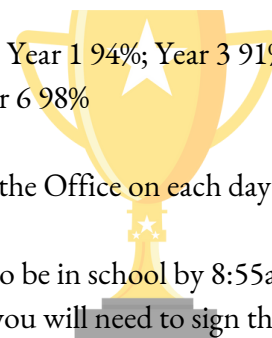 Year 1 94%; Year 3 91%
6 98%
the Office on each day
be in school by 8:55a
you will need to sign th